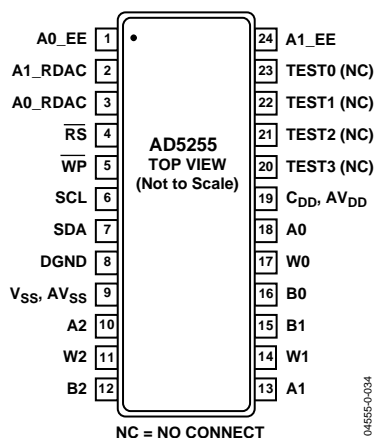 A0_EE 1 24 A1_EE
A1_RDAC 2 23 TEST0 (NC)
A0_RDAC 3 22 TEST1 (NC)
RS 4 21 TEST2 (NC)
WP 5 20 TEST3 (NC)
SCL 6 19 CDD, AVDD
SDA 7 18 A0
DGND 8 17 W0
VSS, AVSS 9 16 B0
A2 10 15 B1
W2 11 14 W1
B2 12 13 A1
AD5255
TOP VIEW
(Not to Scale)
NC = NO CONNECT
04555-0-034